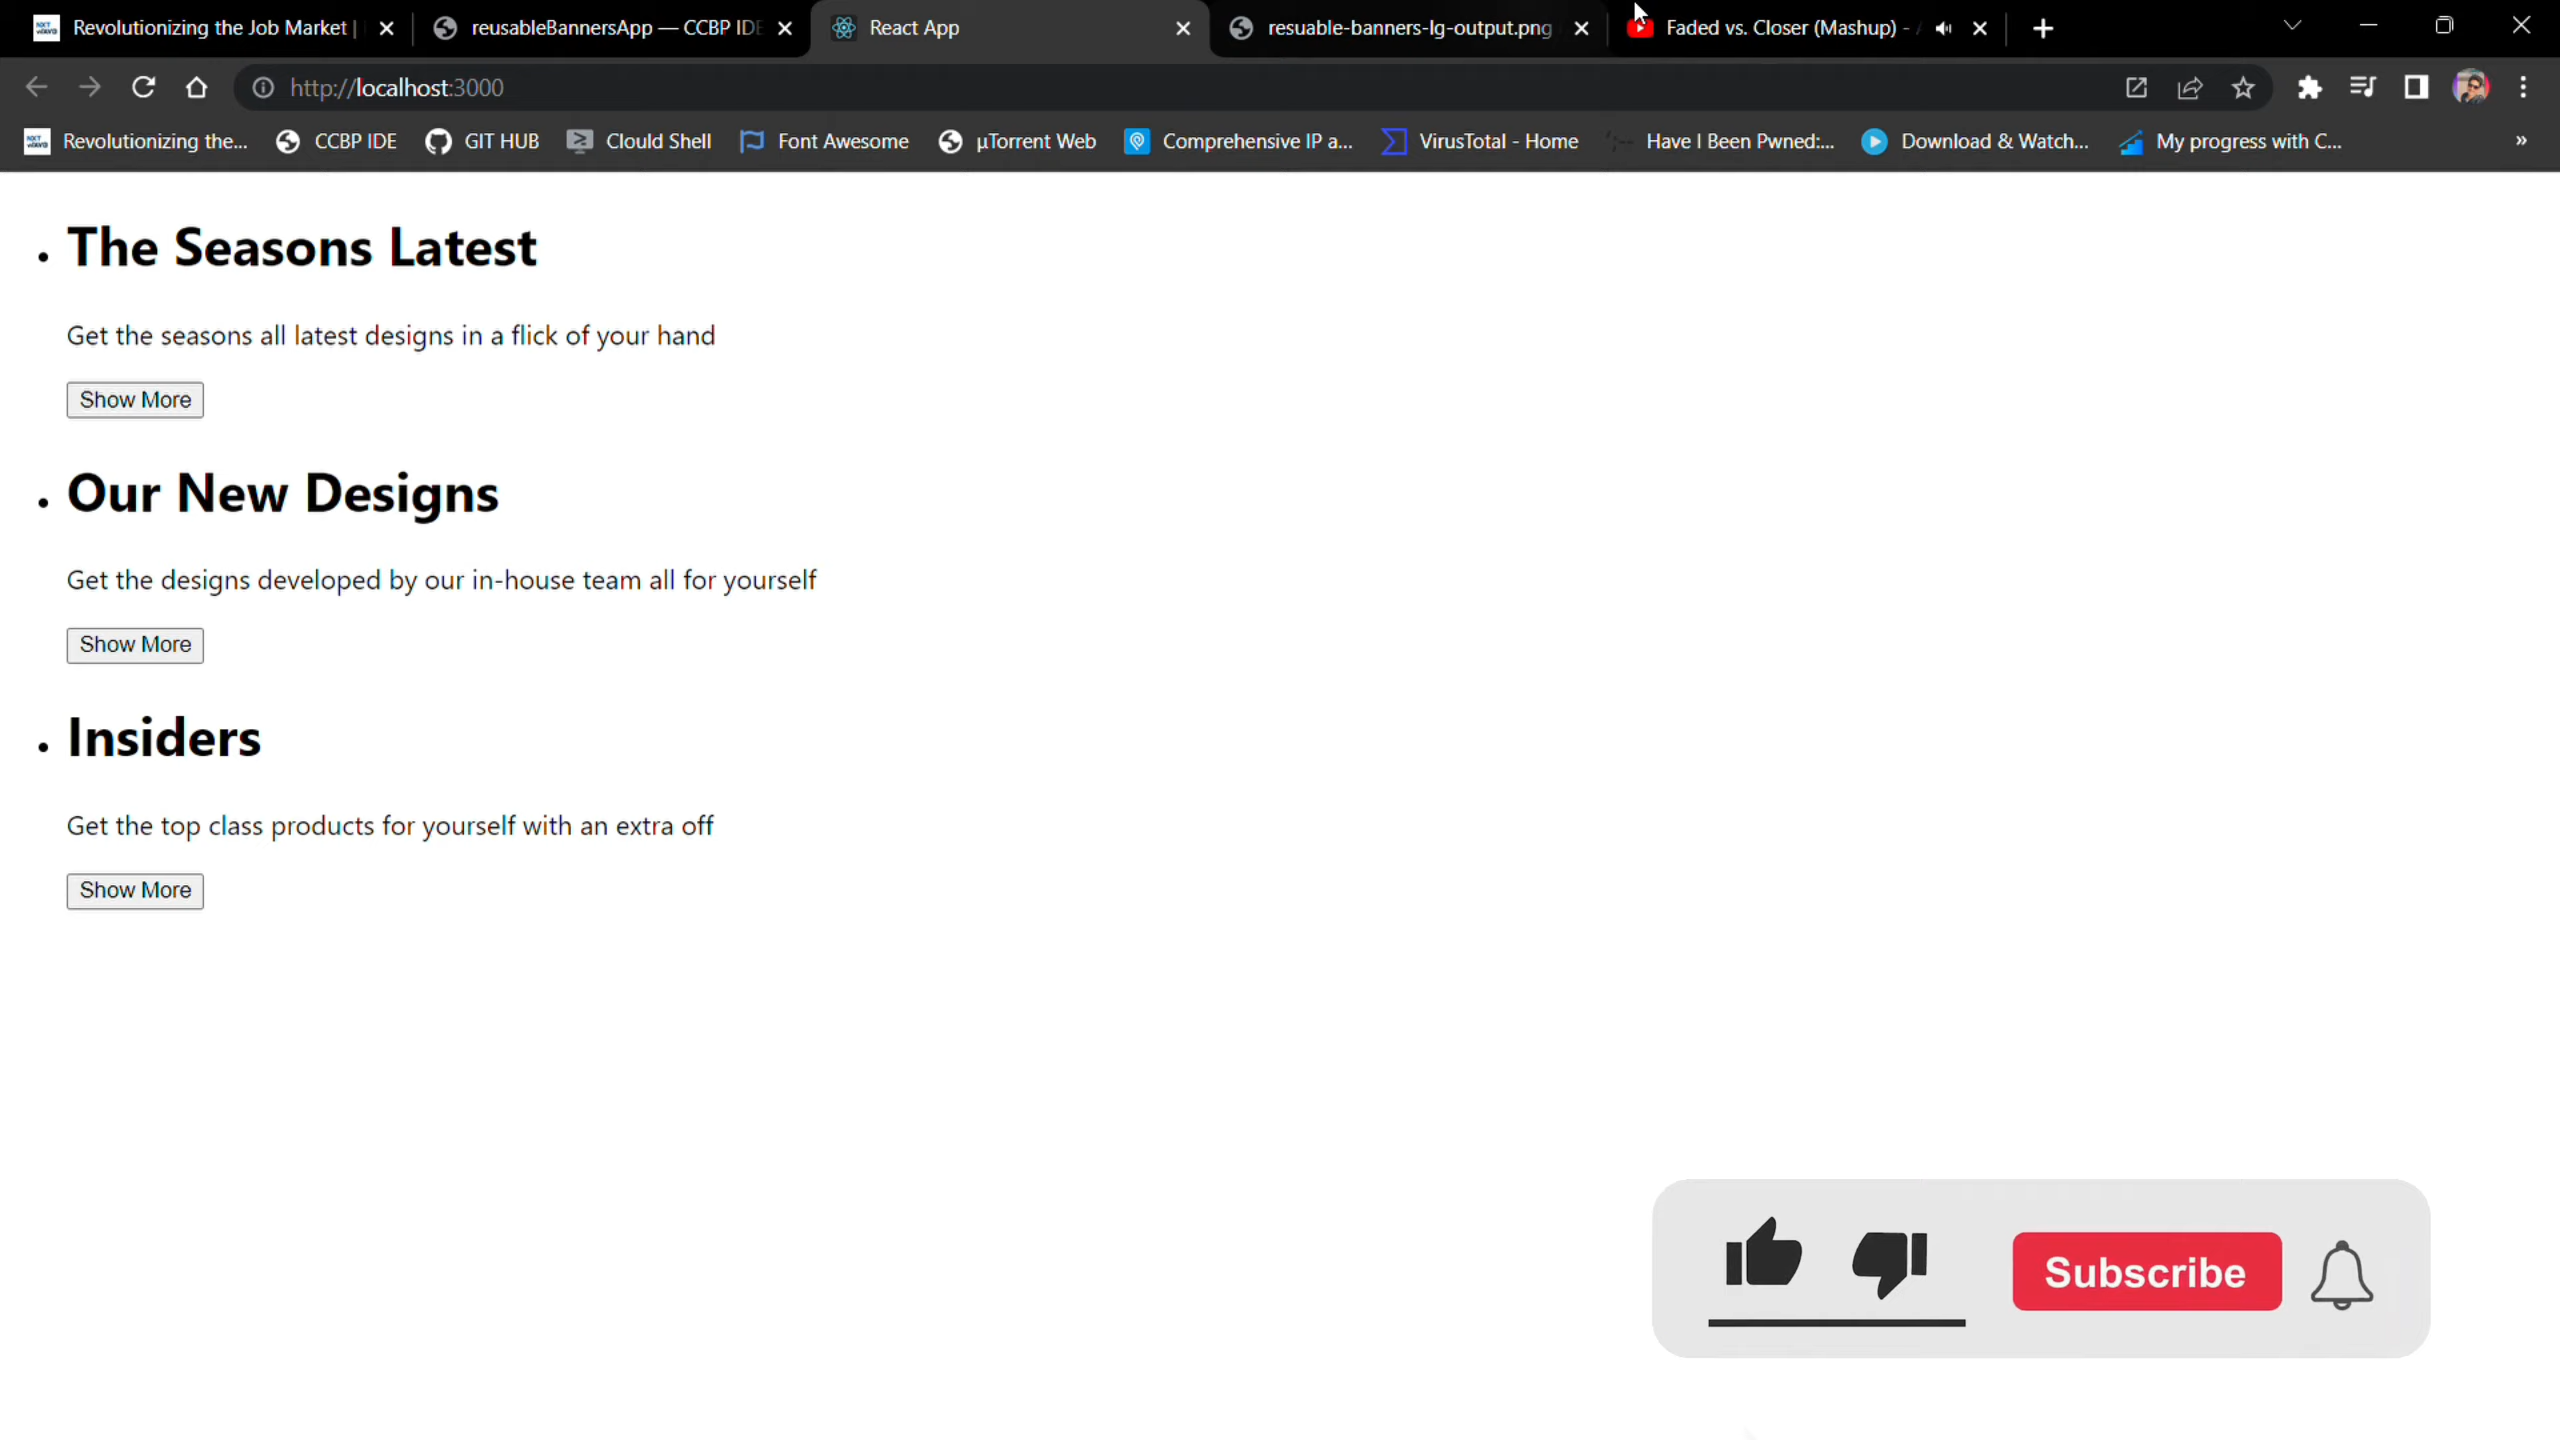 Revolutionizing the Job Market |
reusableBannersApp — CCBP IDE
React App
resuable-banners-lg-output.png
Faded vs. Closer (Mashup) -
http://localhost:3000
NXT WAVE Revolutionizing the...
CCBP IDE
GIT HUB
Clould Shell
Font Awesome
µTorrent Web
Comprehensive IP a...
VirusTotal - Home
Have I Been Pwned:...
Download & Watch...
My progress with C...
»
• The Seasons Latest
Get the seasons all latest designs in a flick of your hand
Show More
• Our New Designs
Get the designs developed by our in-house team all for yourself
Show More
• Insiders
Get the top class products for yourself with an extra off
Show More
Subscribe